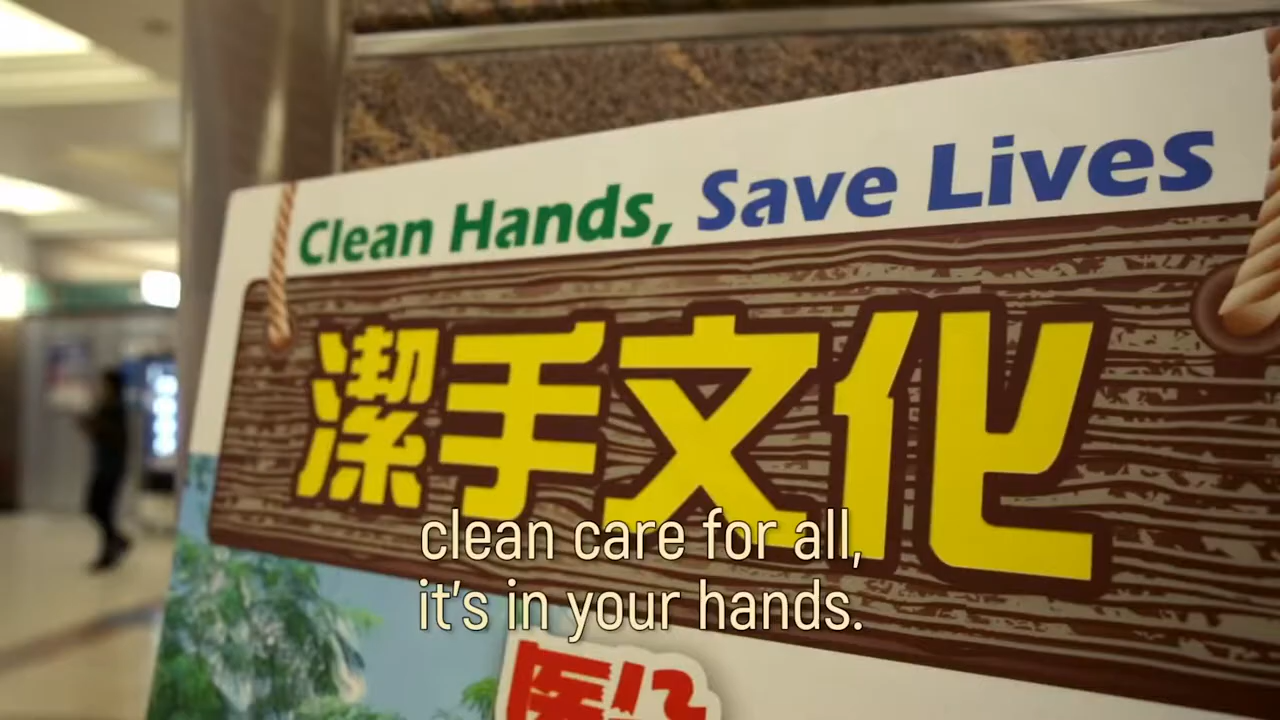 Clean Hands, Save Lives
潔手文化
clean care for all,
it's in your hands.